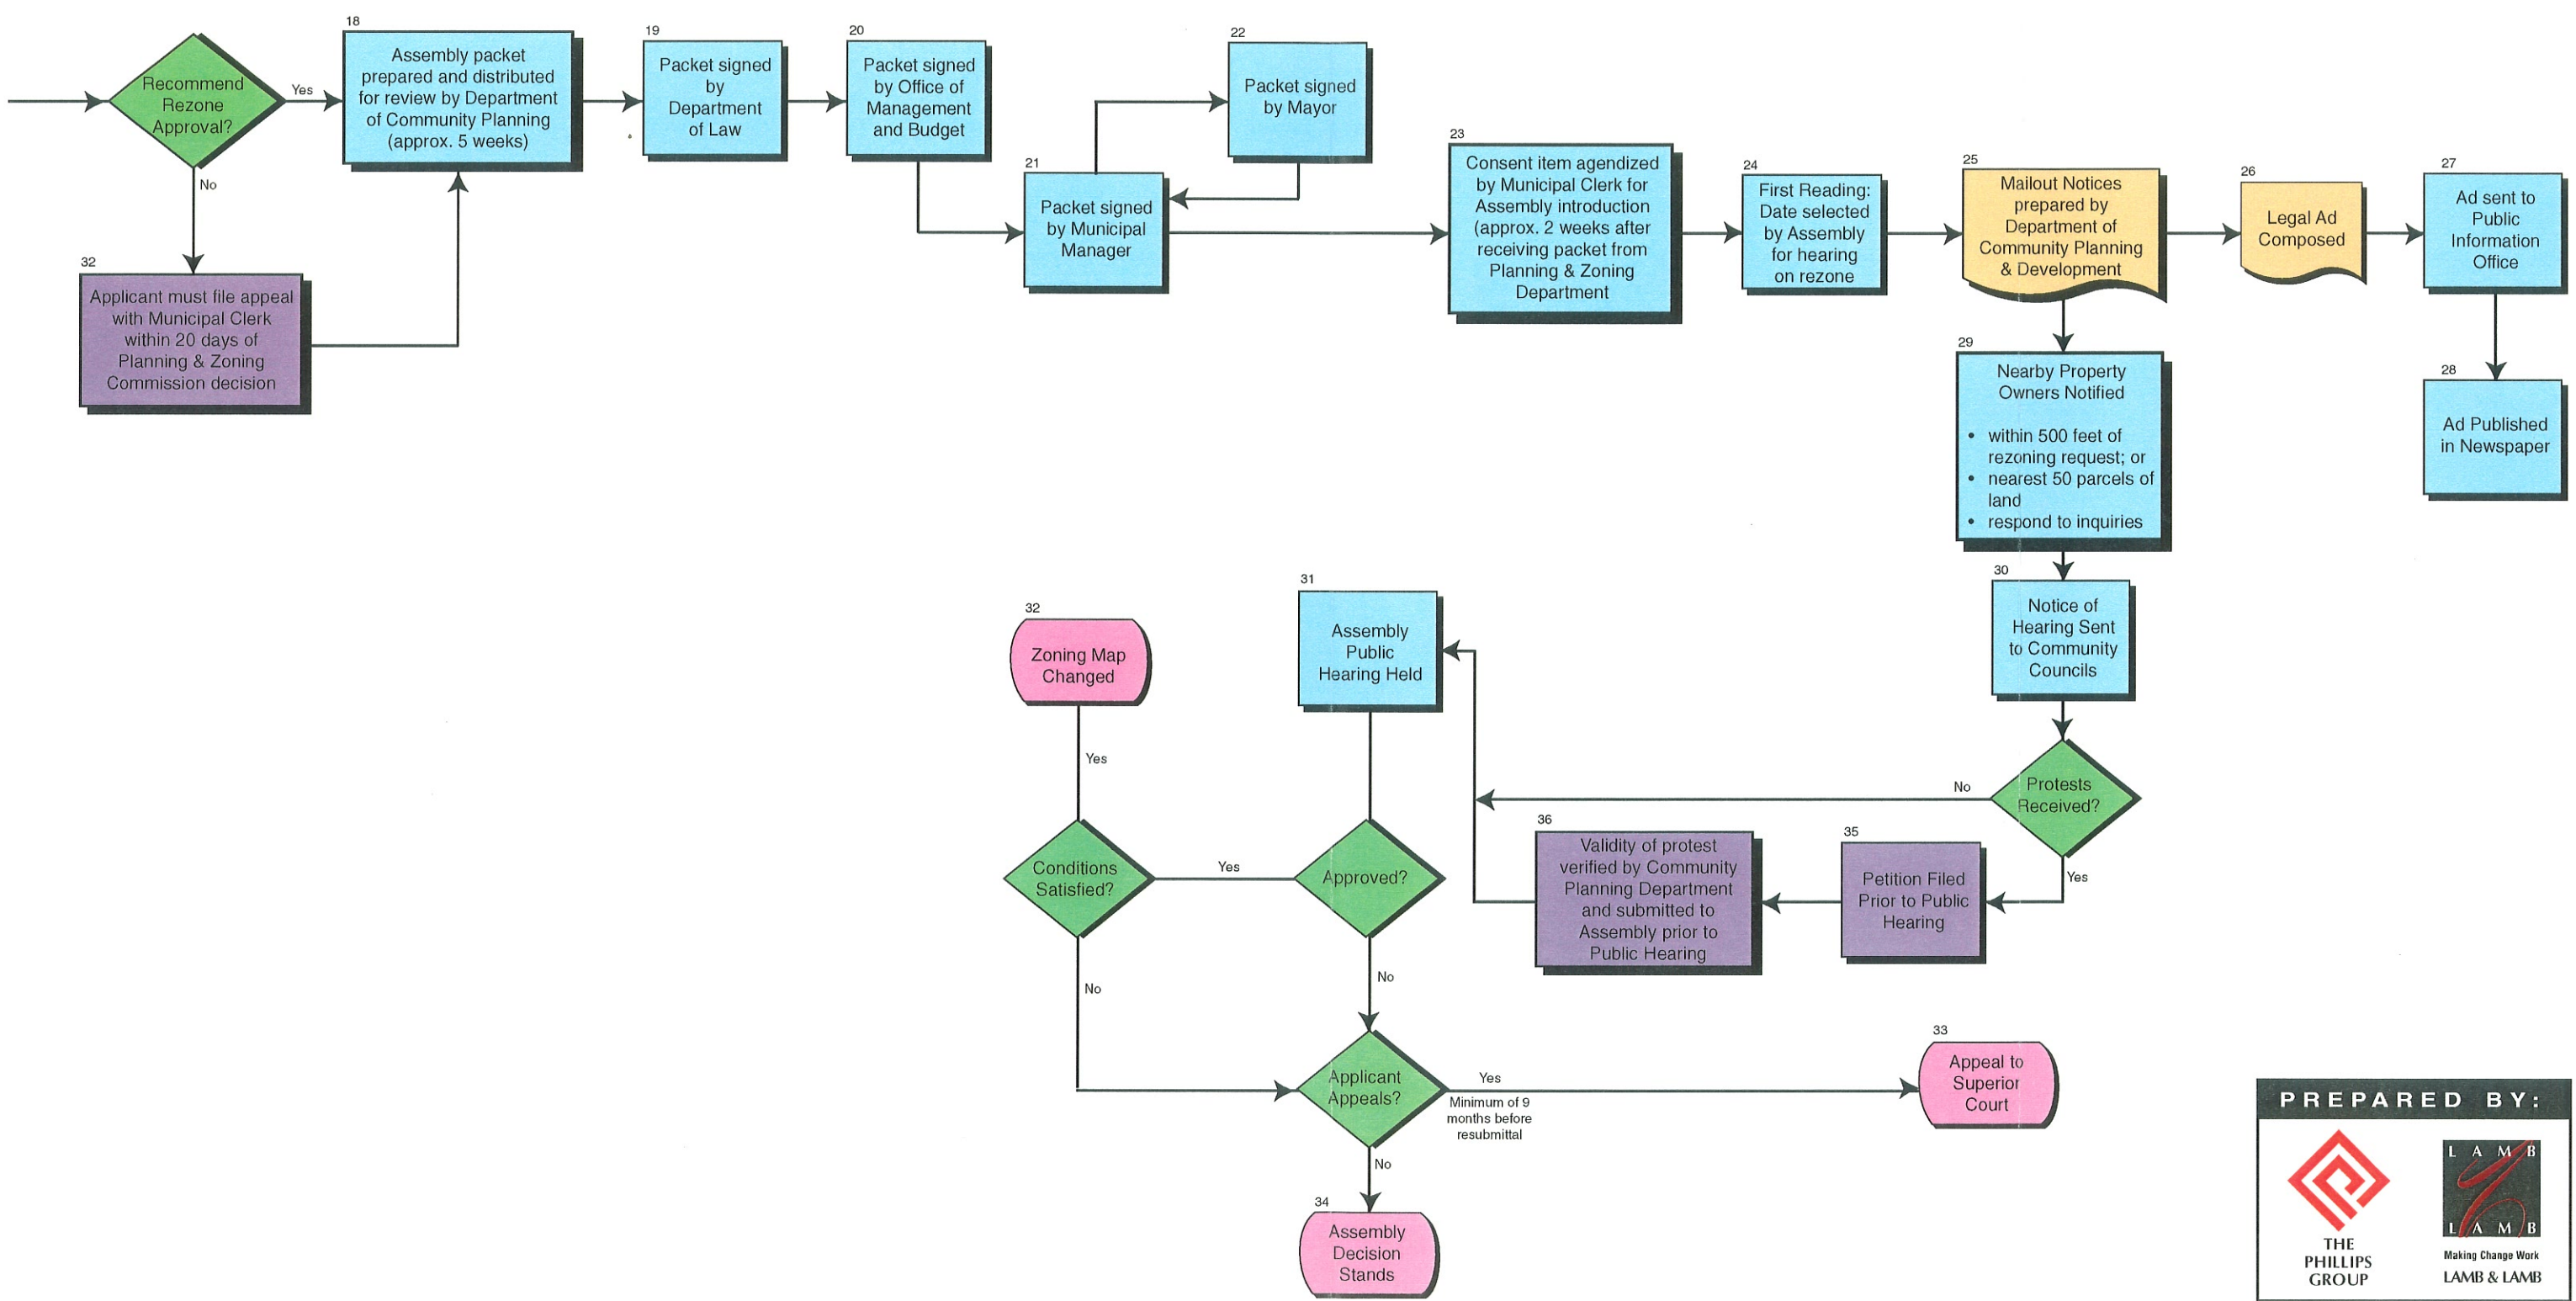 Recommend
Rezone
Approval?
Yes
No
18
Assembly packet
prepared and distributed
for review by Department
of Community Planning
(approx. 5 weeks)
19
Packet signed
by
Department
of Law
20
Packet signed
by Office of
Management
and Budget
21
Packet signed
by Municipal
Manager
22
Packet signed
by Mayor
23
Consent item agendized
by Municipal Clerk for
Assembly introduction
(approx. 2 weeks after
receiving packet from
Planning & Zoning
Department
24
First Reading:
Date selected
by Assembly
for hearing
on rezone
25
Mailout Notices
prepared by
Department of
Community Planning
& Development
26
Legal Ad
Composed
27
Ad sent to
Public
Information
Office
28
Ad Published
in Newspaper
32
Applicant must file appeal
with Municipal Clerk
within 20 days of
Planning & Zoning
Commission decision
29
Nearby Property
Owners Notified
• within 500 feet of
rezoning request; or
• nearest 50 parcels of
land
• respond to inquiries
30
Notice of
Hearing Sent
to Community
Councils
Protests
Received?
No
Yes
35
Petition Filed
Prior to Public
Hearing
36
Validity of protest
verified by Community
Planning Department
and submitted to
Assembly prior to
Public Hearing
31
Assembly
Public
Hearing Held
Approved?
Yes
No
Conditions
Satisfied?
Yes
No
32
Zoning Map
Changed
Applicant
Appeals?
Yes
Minimum of 9
months before
resubmittal
No
33
Appeal to
Superior
Court
34
Assembly
Decision
Stands
PREPARED BY:
THE
PHILLIPS
GROUP
LAMB
LAMB
Making Change Work
LAMB & LAMB